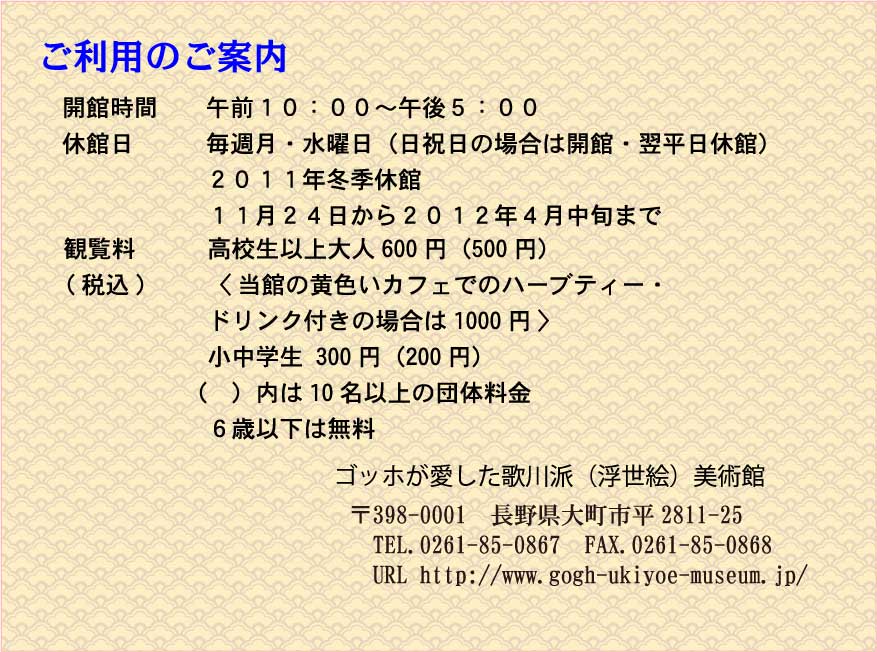 ご利用のご案内
開館時間　　午前１０：００～午後５：００
休館日　　　毎週月・水曜日（日祝日の場合は開館・翌平日休館）
２０１１年冬季休館
１１月２４日から２０１２年４月中旬まで
観覧料　　　高校生以上大人 600 円（500 円）
（税込）　　〈当館の黄色いカフェでのハーブティー・
ドリンク付きの場合は 1000 円〉
小中学生 300 円（200 円）
（　）内は 10 名以上の団体料金
６歳以下は無料
ゴッホが愛した歌川派（浮世絵）美術館
〒398-0001　長野県大町市平 2811-25
TEL.0261-85-0867　FAX.0261-85-0868
URL http://www.gogh-ukiyoe-museum.jp/